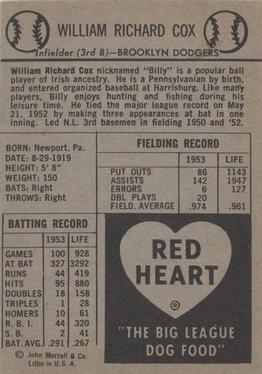 WILLIAM RICHARD COX
Infielder (3rd B)—BROOKLYN DODGERS
William Richard Cox nicknamed "Billy" is a popular ball
player of Irish ancestry. He is a Pennsylvanian by birth,
and entered organized baseball at Harrisburg. Like many
players, Billy enjoys hunting and fishing during his
leisure time. He tied the major league record on May
21, 1952 by making three appearances at bat in one
inning. Led N.L. 3rd basemen in fielding 1950 and '52.
BORN: Newport, Pa.
DATE: 8-29-1919
HEIGHT: 5' 8"
WEIGHT: 150
BATS: Right
THROWS: Right
FIELDING RECORD
1953 LIFE
PUT OUTS 86 1143
ASSISTS 142 1947
ERRORS 6 127
DBL PLAYS 20
FIELD. AVERAGE .974 .961
BATTING RECORD
1953 LIFE
GAMES 100 928
AT BAT 327 3292
RUNS 44 419
HITS 95 880
DOUBLES 18 158
TRIPLES 1 28
HOMERS 10 61
R. B. I. 44 320
S. B. 2 41
BAT. AVG. .291 .267
© John Morrell & Co.
Litho in U.S.A.
RED
HEART
"THE BIG LEAGUE
DOG FOOD"